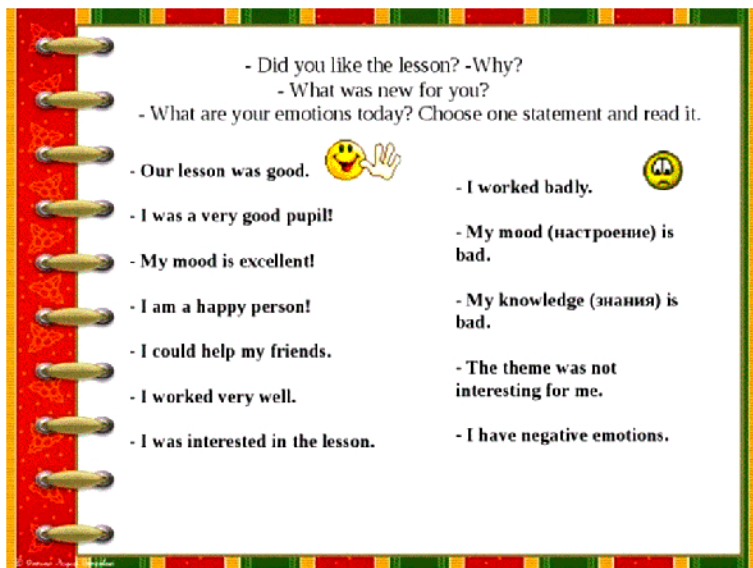 - Did you like the lesson? -Why?
- What was new for you?
- What are your emotions today? Choose one statement and read it.
- Our lesson was good.
- I was a very good pupil!
- My mood is excellent!
- I am a happy person!
- I could help my friends.
- I worked very well.
- I was interested in the lesson.
- I worked badly.
- My mood (настроение) is
bad.
- My knowledge (знания) is
bad.
- The theme was not
interesting for me.
- I have negative emotions.